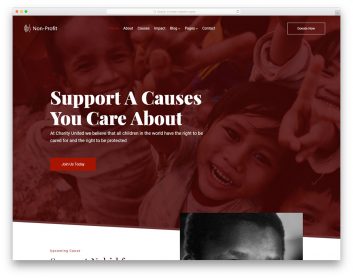 Non-Profit
About Causes Impact Blog Pages Contact
Donate Now
Support A Causes
You Care About
At Charity United we believe that all children in the world have the right to be
cared for and the right to be protected
Join Us Today
Upcoming Cause